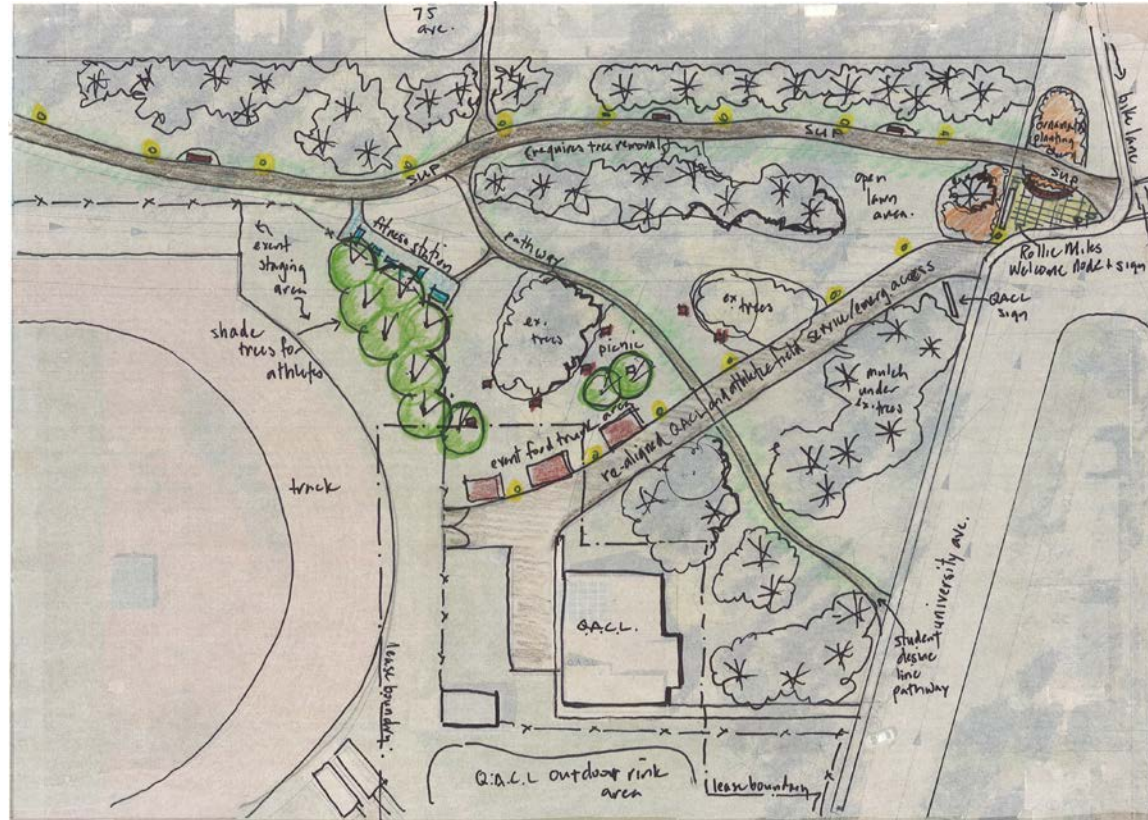 75
ave.
bike lane
ornamental
planting
SUP
SUP
SUP
(requires tree removal)
open
lawn
area.
fitness station
pathway
event
staging
area
shade
trees for
athletes
ex.
trees
ex.
trees
picnic
area
Rollie Miles
Welcome Node + sign
QACL
sign
mulch
under
ex. trees
event food truck
re-aligned QACL and athletic field service/emerg access
track
university ave.
Q.A.C.L.
student
desire
line
pathway
lease boundry.
Q.A.C.L outdoor rink
area
lease boundary